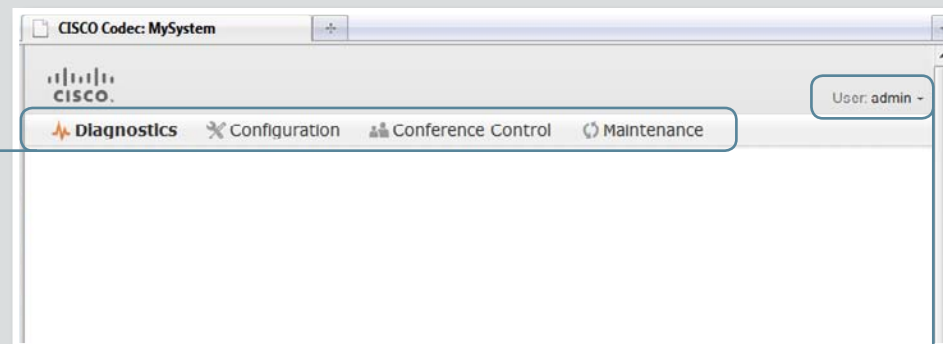 CISCO Codec: MySystem
CISCO.
User: admin
Diagnostics Configuration Conference Control Maintenance